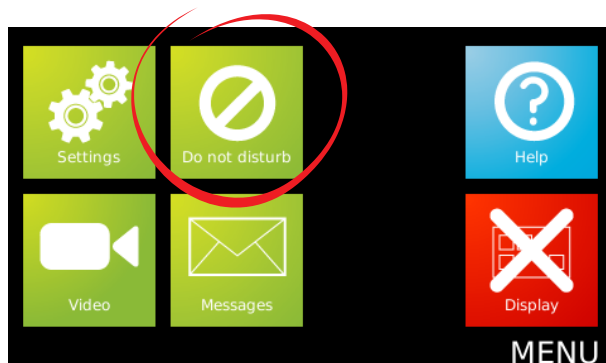 Settings
Do not disturb
Help
Video
Messages
Display
MENU